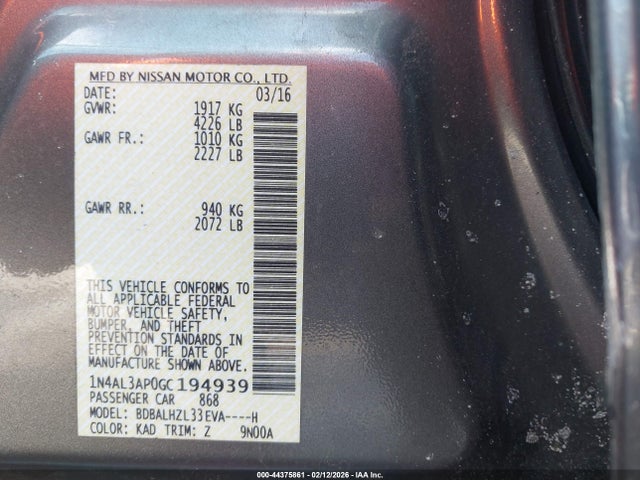 MFD BY NISSAN MOTOR CO., LTD.
DATE: 03/16
GVWR: 1917 KG
4226 LB
GAWR FR.: 1010 KG
2227 LB
GAWR RR.: 940 KG
2072 LB
THIS VEHICLE CONFORMS TO
ALL APPLICABLE FEDERAL
MOTOR VEHICLE SAFETY,
BUMPER, AND THEFT
PREVENTION STANDARDS IN
EFFECT ON THE DATE OF
MANUFACTURE SHOWN ABOVE.
1N4AL3AP0GC194939
PASSENGER CAR 868
MODEL: BDBALHZL33EVA----H
COLOR: KAD TRIM: Z 9N00A
000-44375861 - 02/12/2026 - IAA Inc.